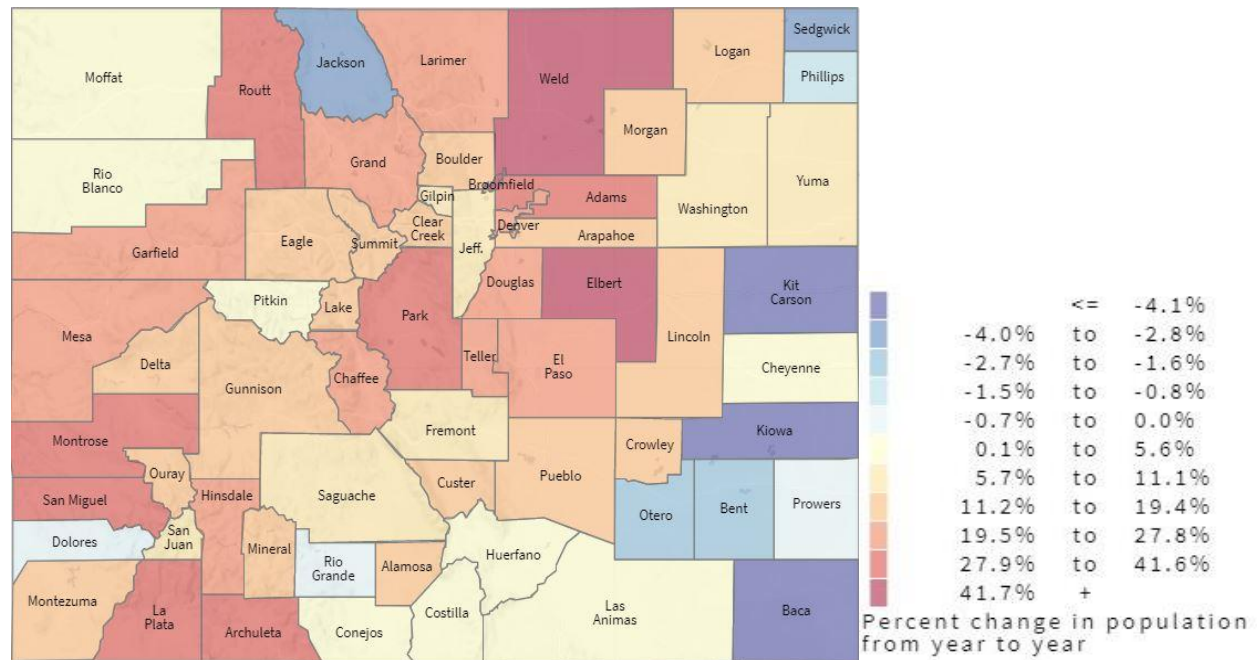 Moffat
Routt
Jackson
Larimer
Weld
Logan
Sedgwick
Phillips
Morgan
Rio
Blanco
Grand
Boulder
Broomfield
Gilpin
Adams
Washington
Yuma
Clear
Creek
Denver
Arapahoe
Jeff.
Eagle
Summit
Garfield
Douglas
Elbert
Kit
Carson
Pitkin
Lake
Park
Lincoln
Mesa
Delta
Gunnison
Chaffee
Teller
El
Paso
Cheyenne
Montrose
Fremont
Crowley
Kiowa
Ouray
San Miguel
Hinsdale
Saguache
Custer
Pueblo
Otero
Bent
Prowers
Dolores
San
Juan
Mineral
Rio
Grande
Alamosa
Huerfano
Montezuma
La
Plata
Archuleta
Conejos
Costilla
Las
Animas
Baca
<= -4.1%
-4.0% to -2.8%
-2.7% to -1.6%
-1.5% to -0.8%
-0.7% to 0.0%
0.1% to 5.6%
5.7% to 11.1%
11.2% to 19.4%
19.5% to 27.8%
27.9% to 41.6%
41.7% +
Percent change in population
from year to year